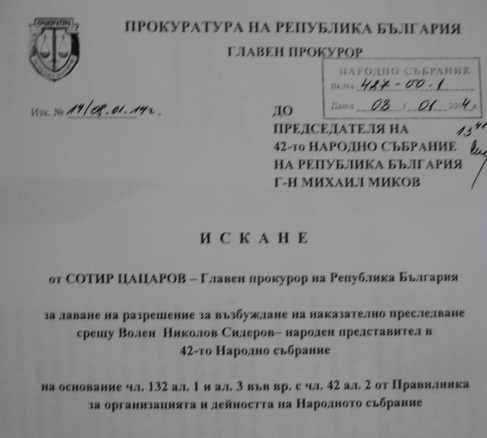 ПРОКУРАТУРА НА РЕПУБЛИКА БЪЛГАРИЯ
ГЛАВЕН ПРОКУРОР
НАРОДНО СЪБРАНИЕ
Вх.№ 427-00-1
Дата 08 / 01 2014 г.
Изх. № 19/08.01.14г.
ДО
ПРЕДСЕДАТЕЛЯ НА
42-то НАРОДНО СЪБРАНИЕ
НА РЕПУБЛИКА БЪЛГАРИЯ
Г-Н МИХАИЛ МИКОВ
И С К А Н Е
от СОТИР ЦАЦАРОВ – Главен прокурор на Република България
за даване на разрешение за възбуждане на наказателно преследване
срещу Волен Николов Сидеров– народен представител в
42-то Народно събрание
на основание чл. 132 ал. 1 и ал. 3 във вр. с чл. 42 ал. 2 от Правилника
за организацията и дейността на Народното събрание